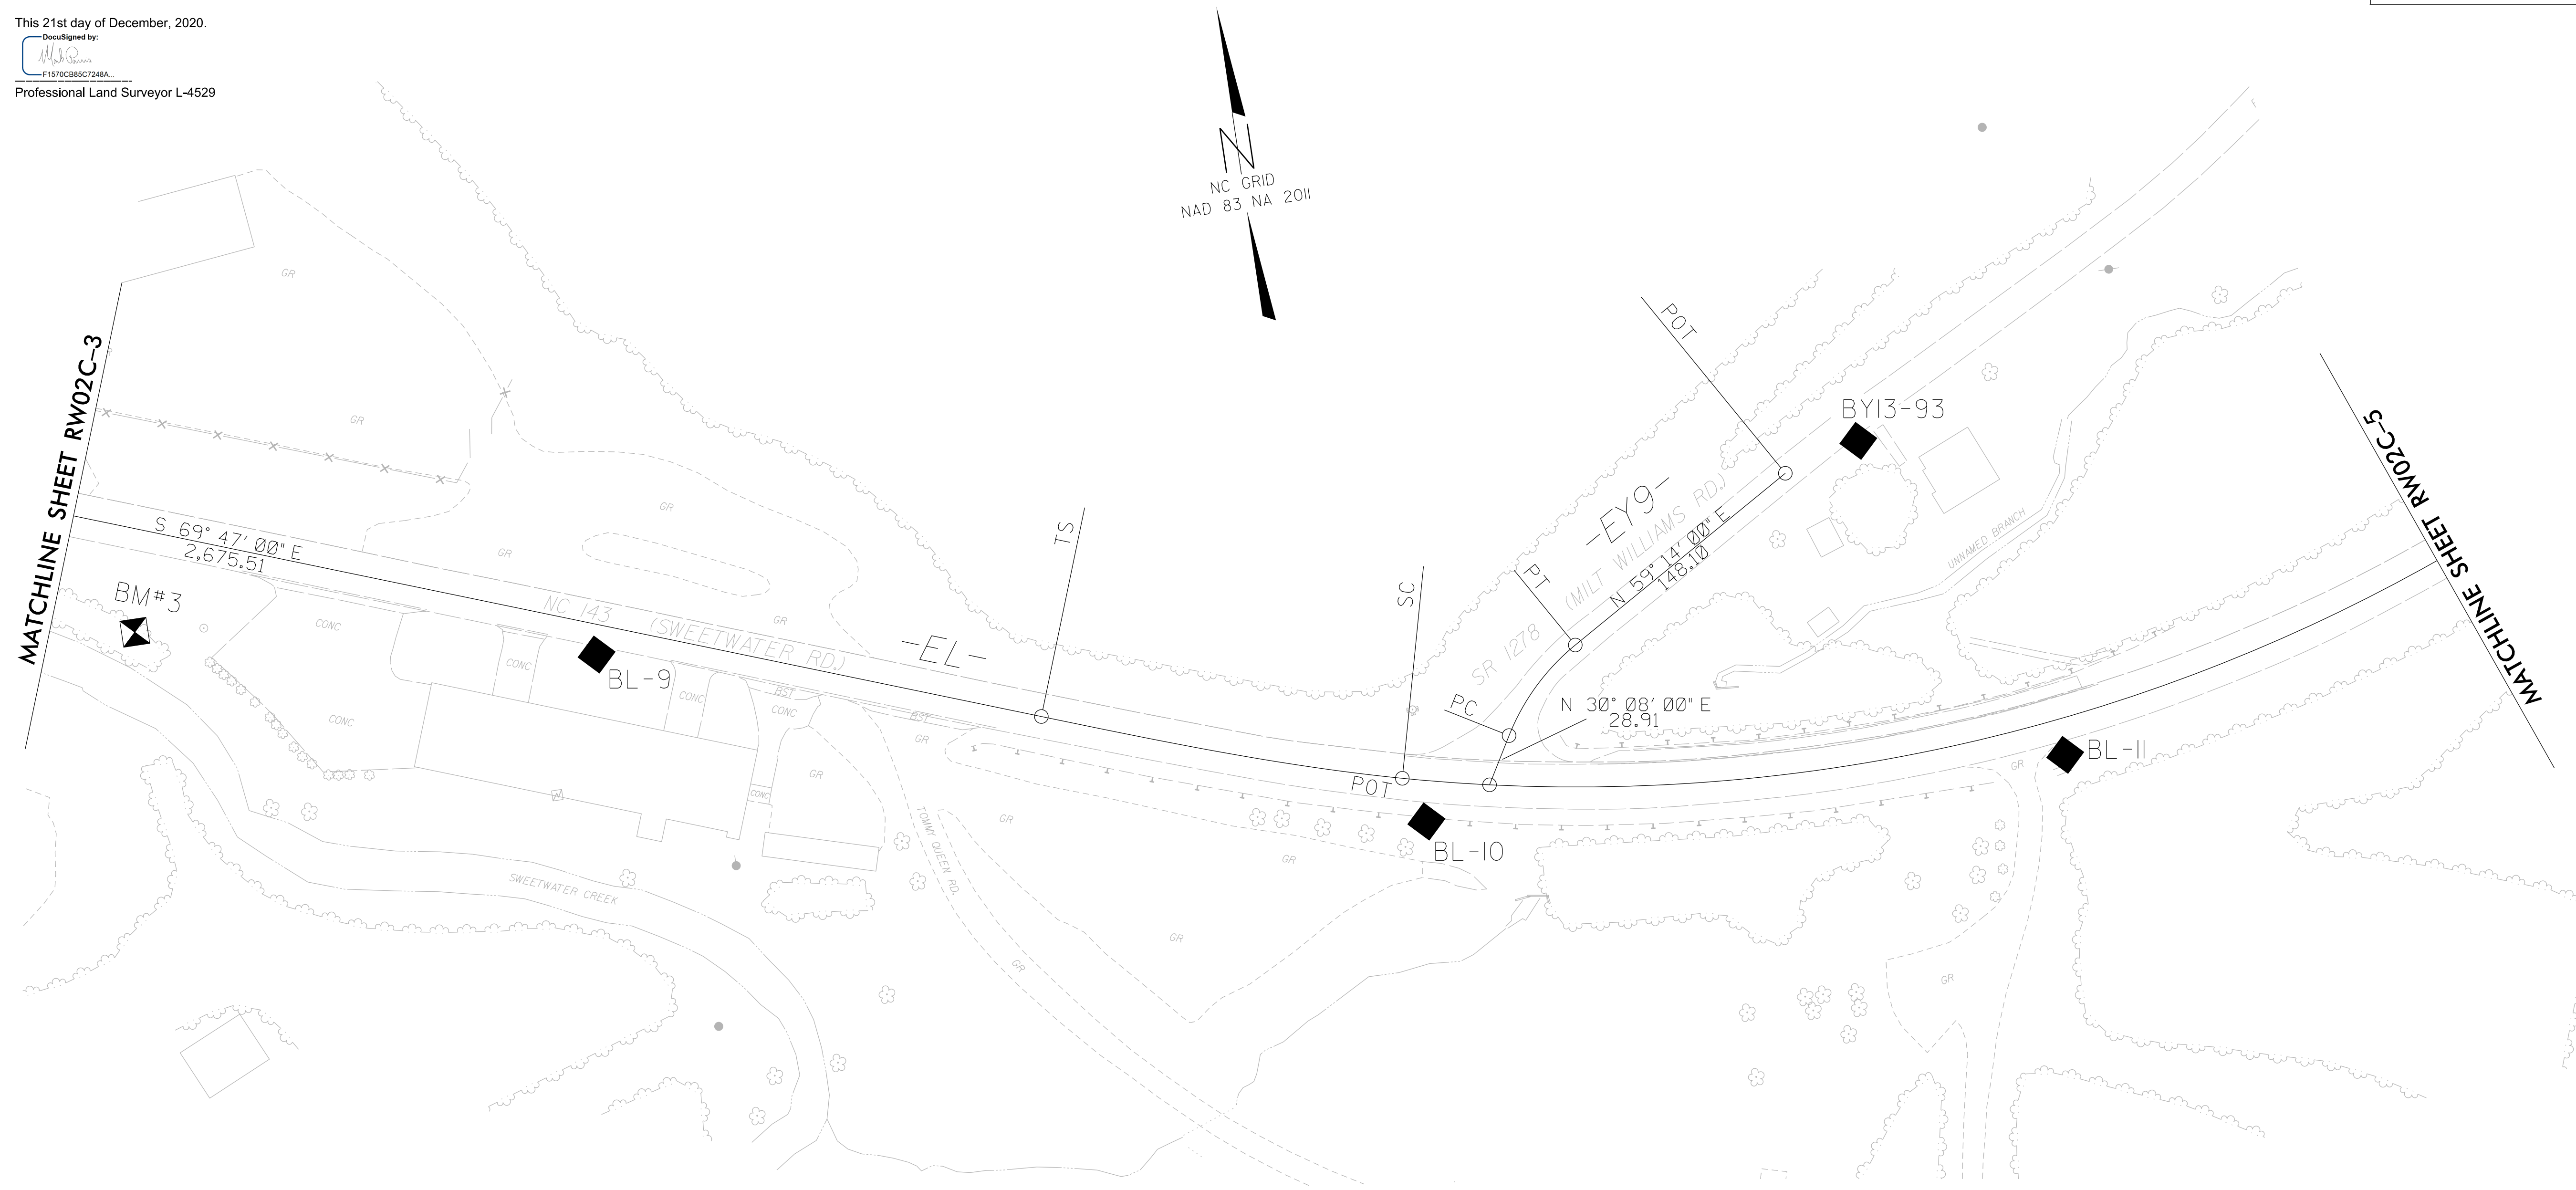 This 21st day of December, 2020.
DocuSigned by:
F1570CB85C7248A...
Professional Land Surveyor L-4529
NC GRID
NAD 83 NA 2011
MATCHLINE SHEET RW02C-3
GR
GR
GR
GR
GR
S 69° 47' 00" E
2,675.51
BM#3
CONC
CONC
CONC
CONC
CONC
CONC
NC 143 (SWEETWATER RD.)
BL-9
BST
BST
GR
GR
-EL-
TS
SC
POT
PC
PT
POT
-EY9-
SR 1278 (MILT WILLIAMS RD.)
N 59° 14' 00" E
148.10
N 30° 08' 00" E
28.91
BY13-93
UNNAMED BRANCH
BL-10
BL-11
GR
GR
GR
GR
GR
GR
TOMMY QUEEN RD.
SWEETWATER CREEK
MATCHLINE SHEET RW02C-5